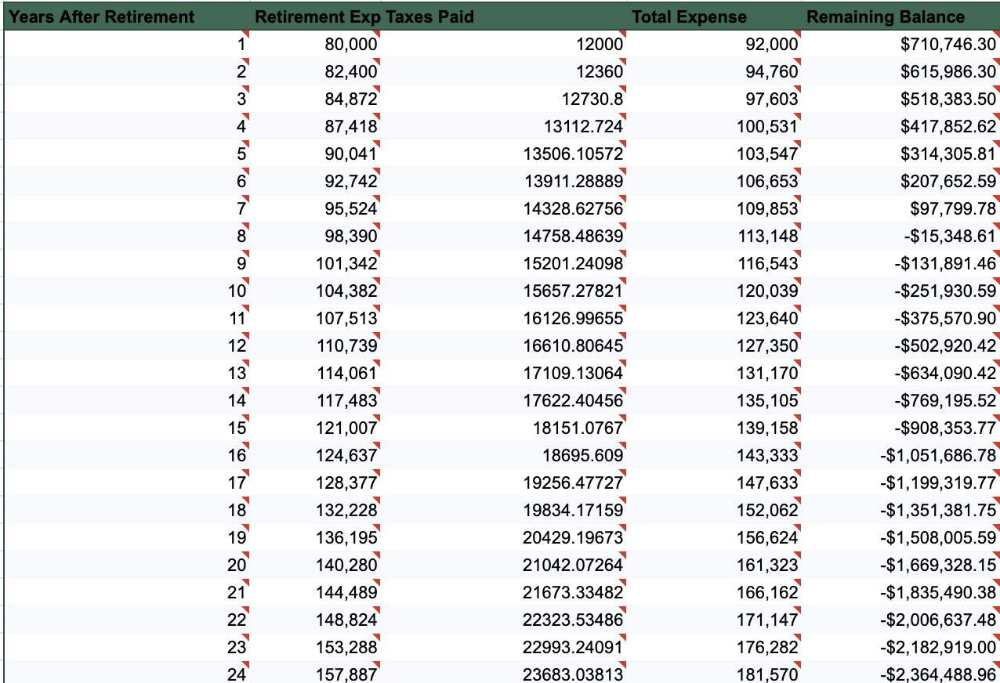 Years After Retirement Retirement Exp Taxes Paid Total Expense Remaining Balance
1 80,000 12000 92,000 $710,746.30
2 82,400 12360 94,760 $615,986.30
3 84,872 12730.8 97,603 $518,383.50
4 87,418 13112.724 100,531 $417,852.62
5 90,041 13506.10572 103,547 $314,305.81
6 92,742 13911.28889 106,653 $207,652.59
7 95,524 14328.62756 109,853 $97,799.78
8 98,390 14758.48639 113,148 -$15,348.61
9 101,342 15201.24098 116,543 -$131,891.46
10 104,382 15657.27821 120,039 -$251,930.59
11 107,513 16126.99655 123,640 -$375,570.90
12 110,739 16610.80645 127,350 -$502,920.42
13 114,061 17109.13064 131,170 -$634,090.42
14 117,483 17622.40456 135,105 -$769,195.52
15 121,007 18151.0767 139,158 -$908,353.77
16 124,637 18695.609 143,333 -$1,051,686.78
17 128,377 19256.47727 147,633 -$1,199,319.77
18 132,228 19834.17159 152,062 -$1,351,381.75
19 136,195 20429.19673 156,624 -$1,508,005.59
20 140,280 21042.07264 161,323 -$1,669,328.15
21 144,489 21673.33482 166,162 -$1,835,490.38
22 148,824 22323.53486 171,147 -$2,006,637.48
23 153,288 22993.24091 176,282 -$2,182,919.00
24 157,887 23683.03813 181,570 -$2,364,488.96